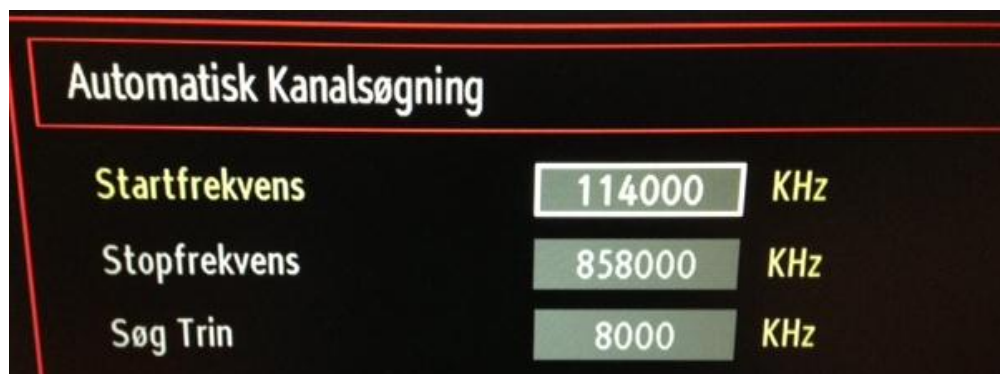 Automatisk Kanalsøgning
Startfrekvens 114000 KHz
Stopfrekvens 858000 KHz
Søg Trin 8000 KHz